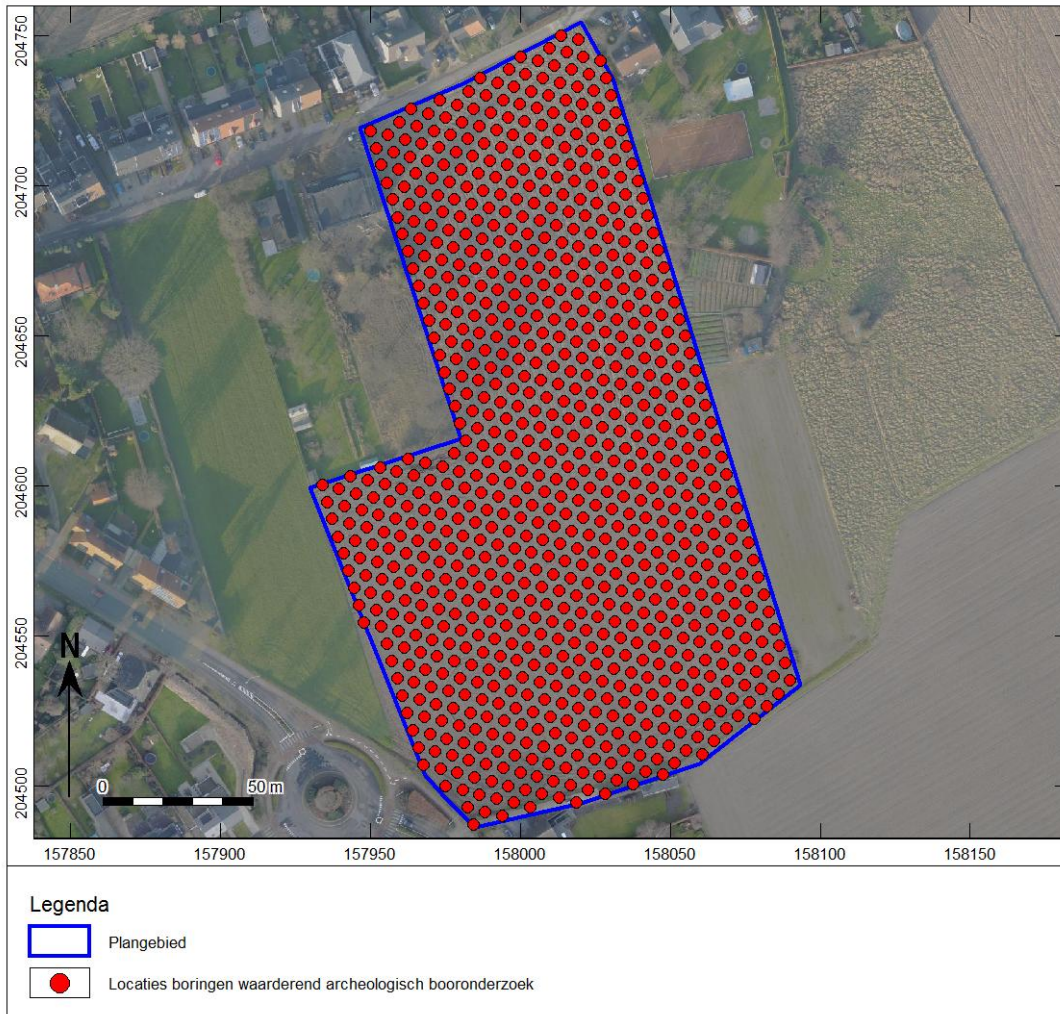 204750
204700
204650
204600
204550
204500
N
0 50 m
157850 157900 157950 158000 158050 158100 158150
Legenda
Plangebied
Locaties boringen waarderend archeologisch booronderzoek